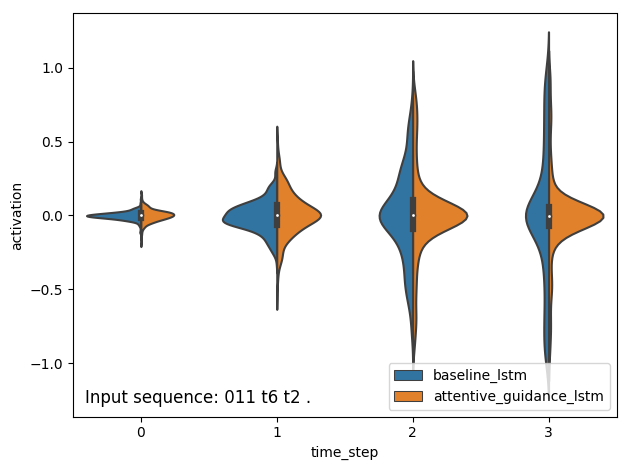 1.0
0.5
0.0
−0.5
−1.0
activation
Input sequence: 011 t6 t2 .
baseline_lstm
attentive_guidance_lstm
0 1 2 3
time_step